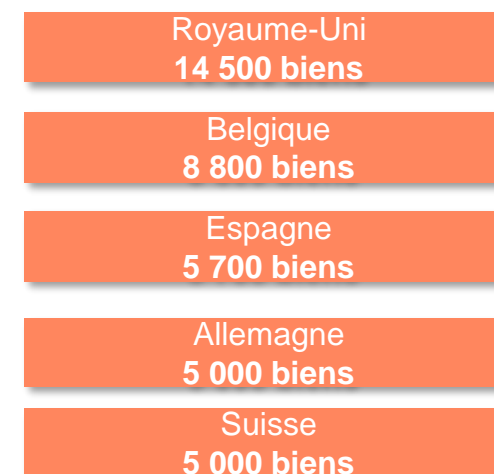 Royaume-Uni
14 500 biens
Belgique
8 800 biens
Espagne
5 700 biens
Allemagne
5 000 biens
Suisse
5 000 biens